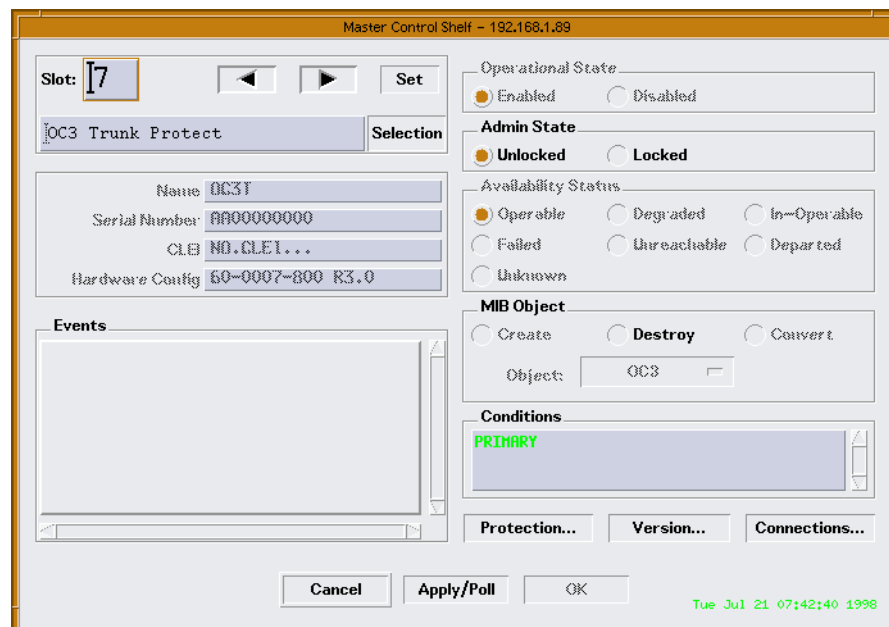 Master Control Shelf – 192.168.1.89
Slot: 7 Set
OC3 Trunk Protect Selection
Name OC3T
Serial Number AA00000000
CLEI NO.CLEI...
Hardware Config 60-0007-800 R3.0
Events
Operational State
Enabled Disabled
Admin State
Unlocked Locked
Availability Status
Operable Degraded In-Operable
Failed Unreachable Departed
Unknown
MIB Object
Create Destroy Convert
Object: OC3
Conditions
PRIMARY
Protection... Version... Connections...
Cancel Apply/Poll OK
Tue Jul 21 07:42:40 1998